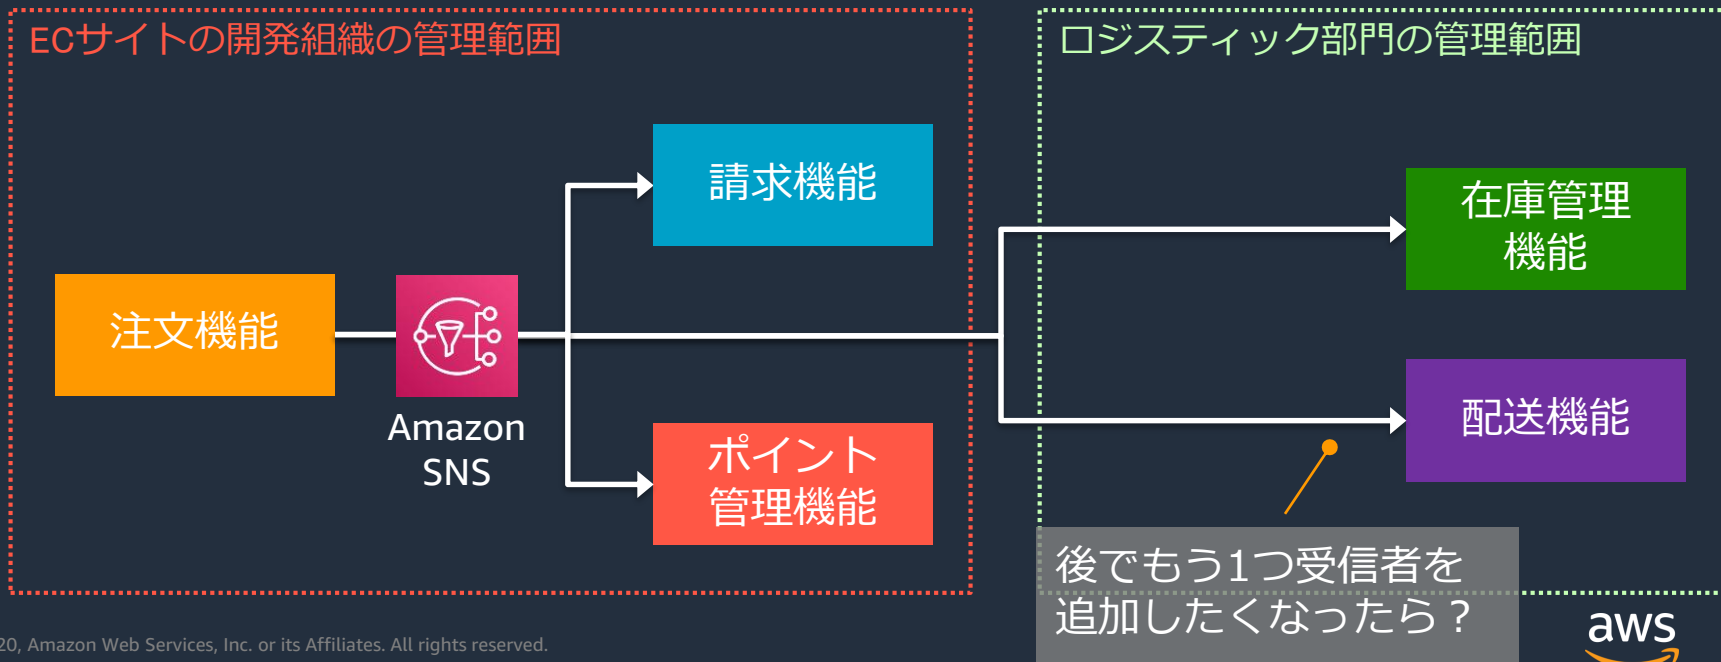 ECサイトの開発組織の管理範囲
ロジスティック部門の管理範囲
請求機能
在庫管理
機能
注文機能
Amazon
SNS
配送機能
ポイント
管理機能
後でもう1つ受信者を
追加したくなったら？
20, Amazon Web Services, Inc. or its Affiliates. All rights reserved.
aws